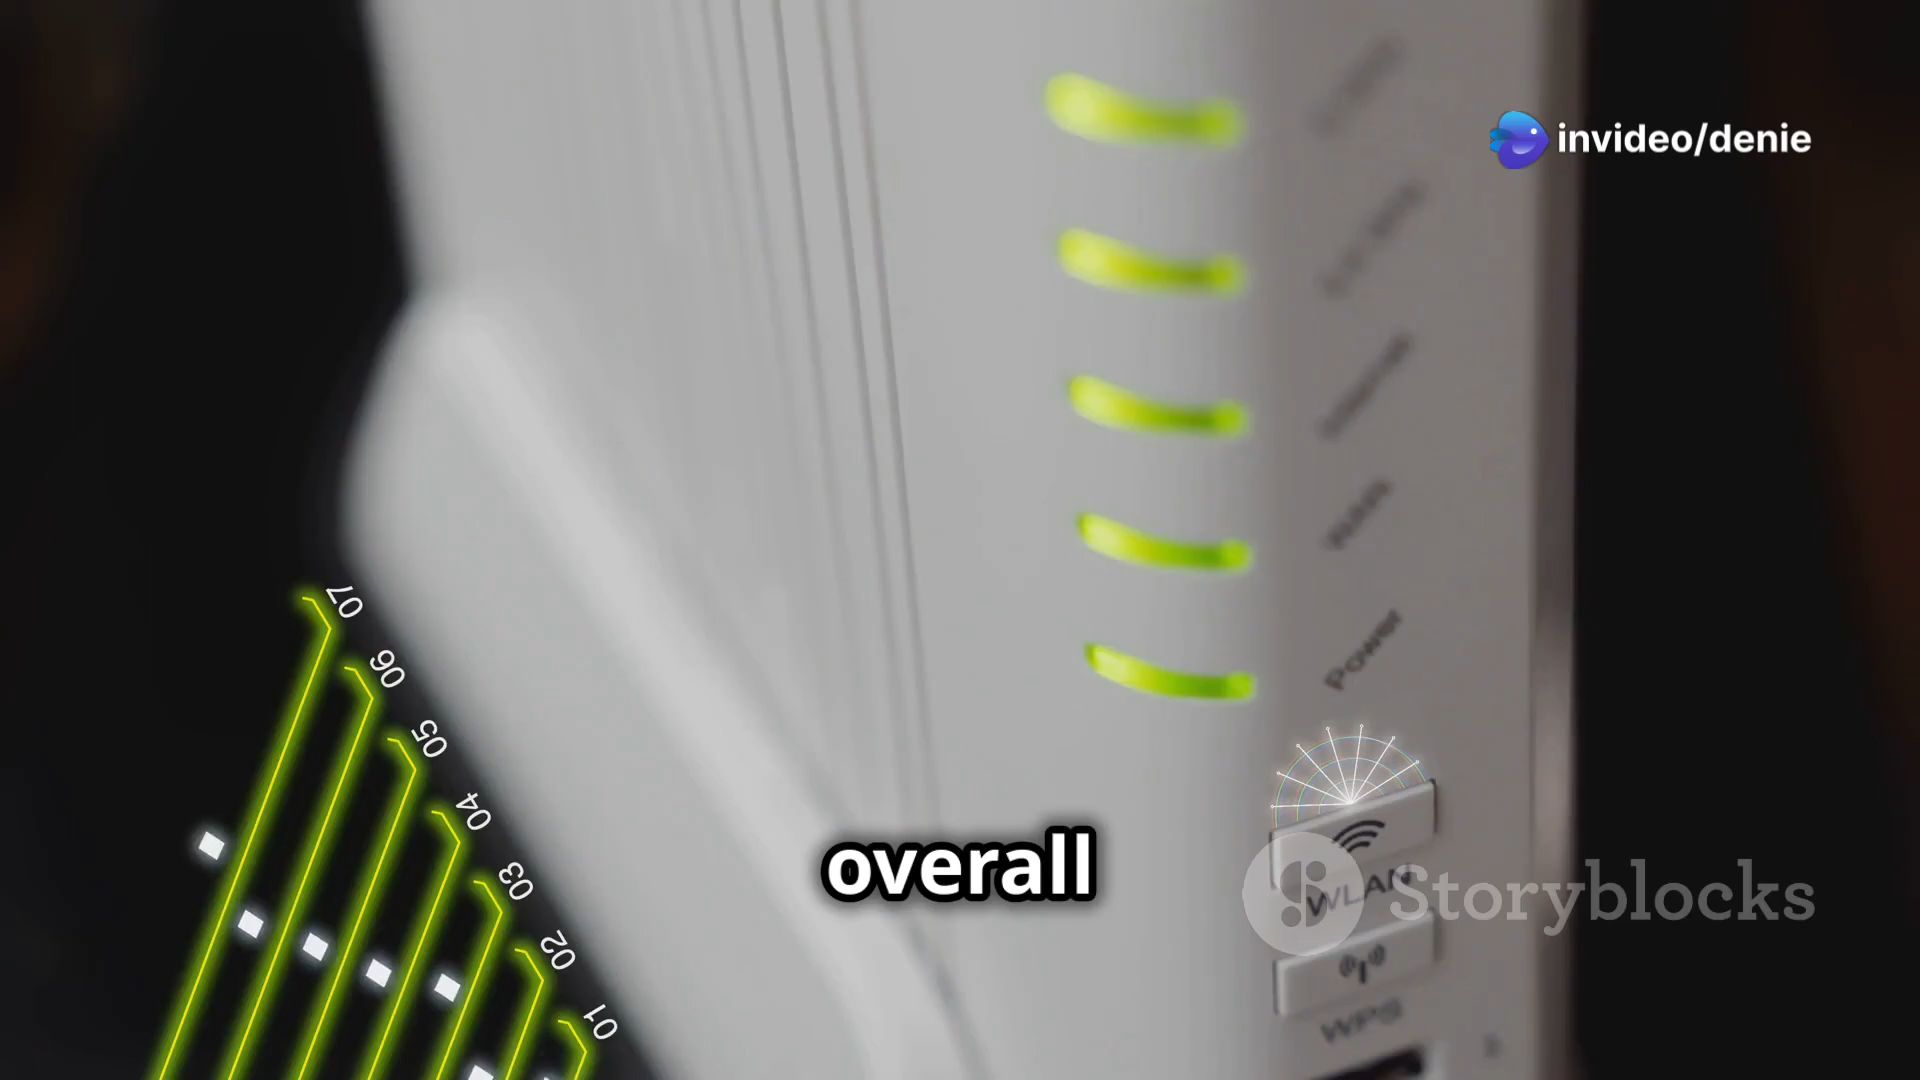 invideo/denie
WLAN
Power
07
06
05
04
03
02
01
overall
Storyblocks
WPS